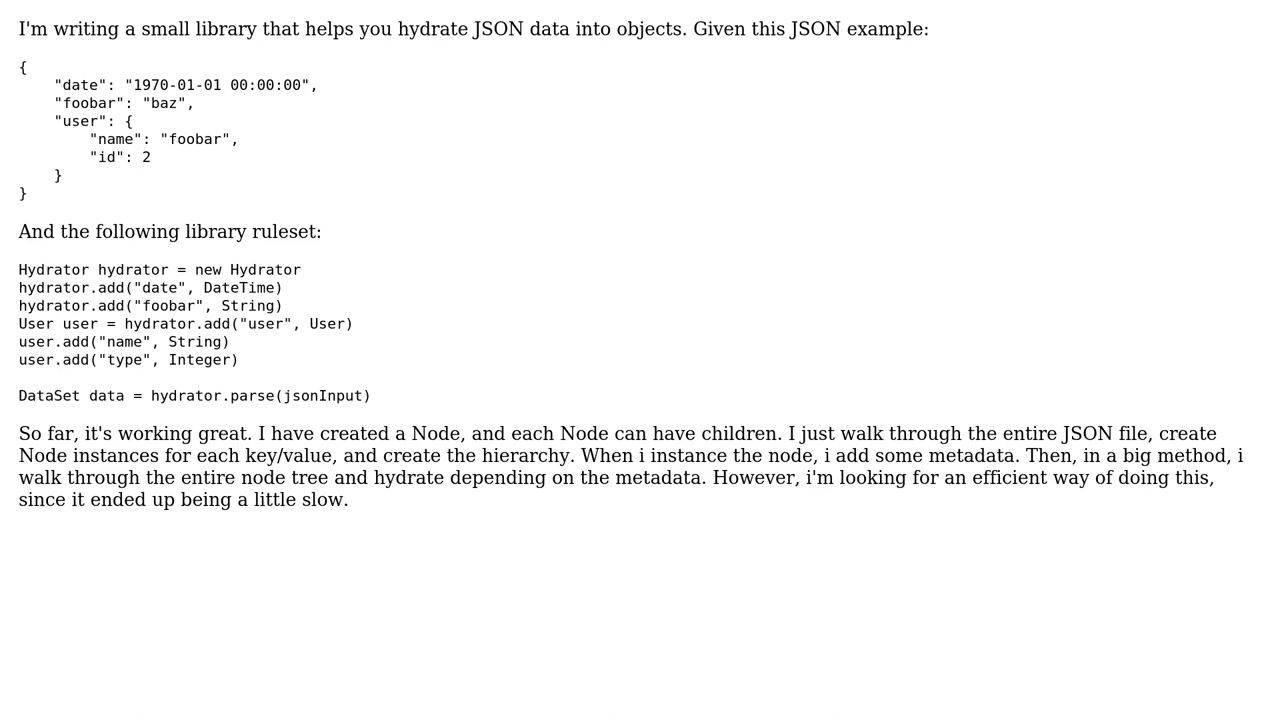 I'm writing a small library that helps you hydrate JSON data into objects. Given this JSON example:
{
    "date": "1970-01-01 00:00:00",
    "foobar": "baz",
    "user": {
        "name": "foobar",
        "id": 2
    }
}
And the following library ruleset:
Hydrator hydrator = new Hydrator
hydrator.add("date", DateTime)
hydrator.add("foobar", String)
User user = hydrator.add("user", User)
user.add("name", String)
user.add("type", Integer)
DataSet data = hydrator.parse(jsonInput)
So far, it's working great. I have created a Node, and each Node can have children. I just walk through the entire JSON file, create
Node instances for each key/value, and create the hierarchy. When i instance the node, i add some metadata. Then, in a big method, i
walk through the entire node tree and hydrate depending on the metadata. However, i'm looking for an efficient way of doing this,
since it ended up being a little slow.